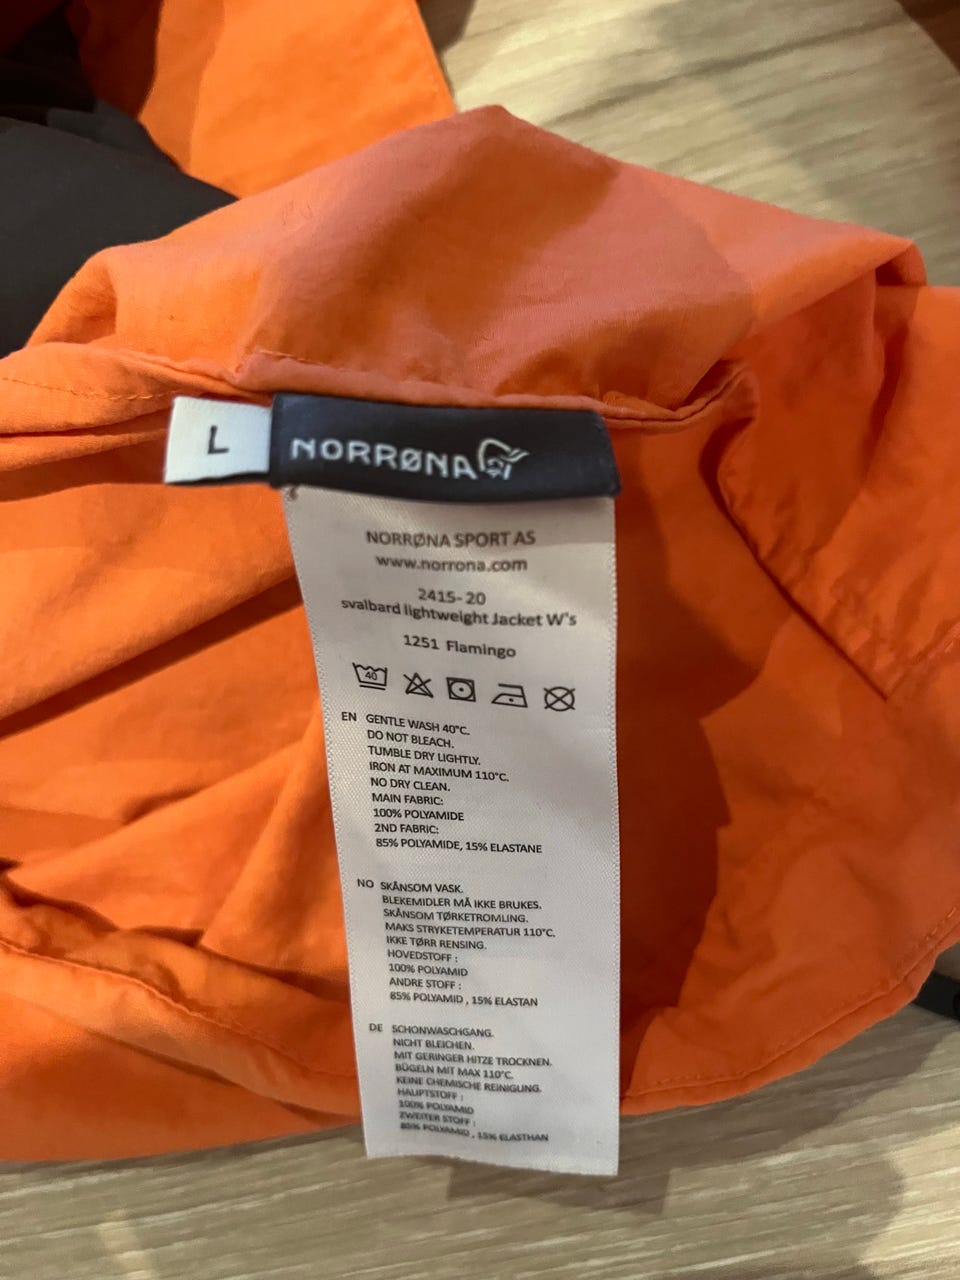 L
NORRØNA
NORRØNA SPORT AS
www.norrona.com
2415-20
svalbard lightweight Jacket W's
1251 Flamingo
40
EN GENTLE WASH 40°C.
DO NOT BLEACH.
TUMBLE DRY LIGHTLY.
IRON AT MAXIMUM 110°C.
NO DRY CLEAN.
MAIN FABRIC:
100% POLYAMIDE
2ND FABRIC:
85% POLYAMIDE, 15% ELASTANE
NO SKÅNSOM VASK.
BLEKEMIDLER MÅ IKKE BRUKES.
SKÅNSOM TØRKETROMLING.
MAKS STRYKETEMPERATUR 110°C.
IKKE TØRR RENSING.
HOVEDSTOFF :
100% POLYAMID
ANDRE STOFF :
85% POLYAMID , 15% ELASTAN
DE SCHONWASCHGANG.
NICHT BLEICHEN.
MIT GERINGER HITZE TROCKNEN.
BÜGELN MIT MAX 110°C.
KEINE CHEMISCHE REINIGUNG.
HAUPTSTOFF :
100% POLYAMID
ZWEITER STOFF :
85% POLYAMID , 15% ELASTHAN